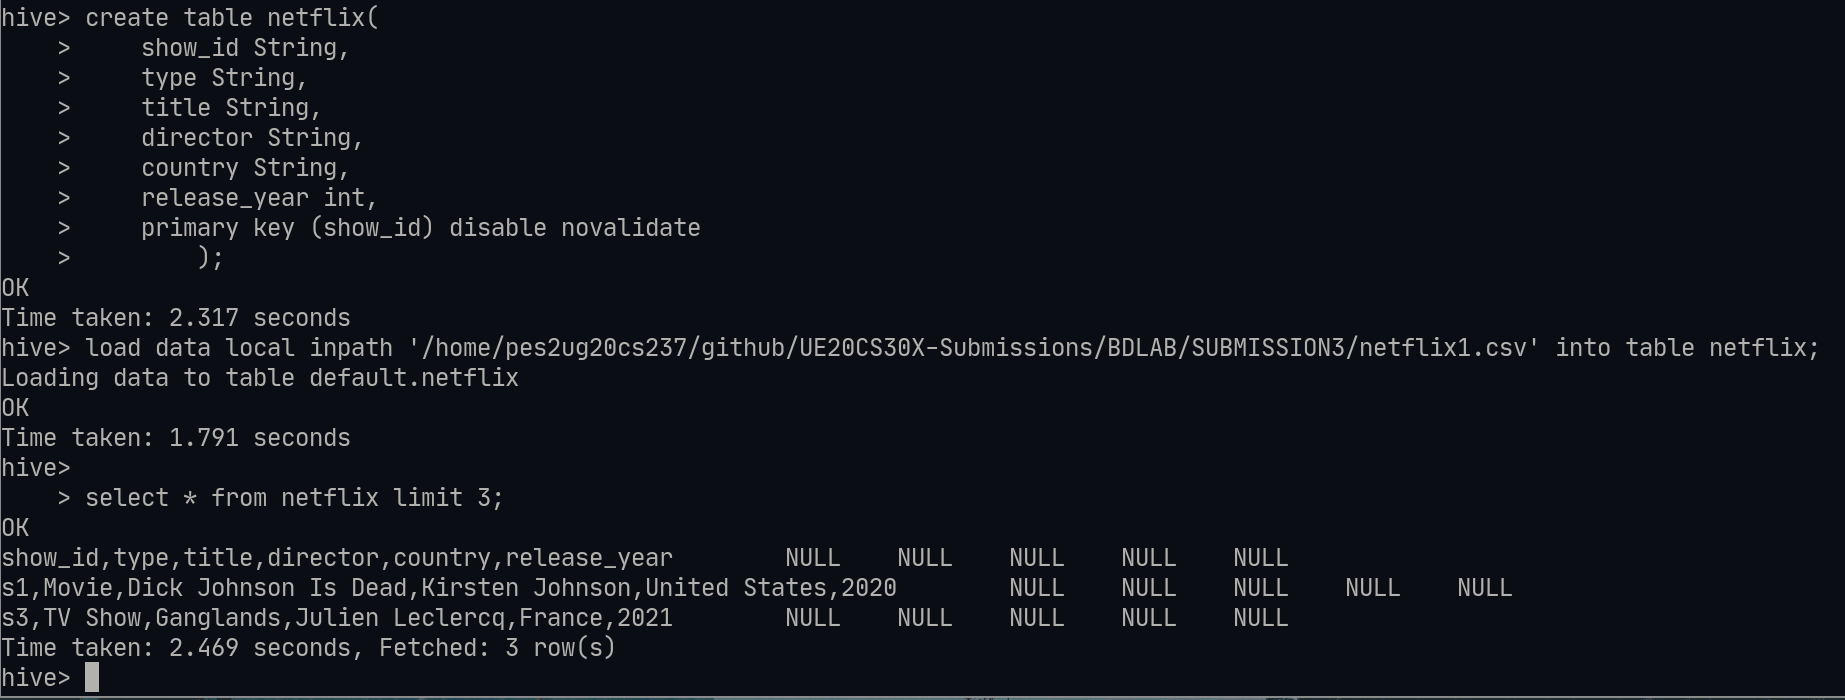 hive> create table netflix(
    >     show_id String,
    >     type String,
    >     title String,
    >     director String,
    >     country String,
    >     release_year int,
    >     primary key (show_id) disable novalidate
    >         );
OK
Time taken: 2.317 seconds
hive> load data local inpath '/home/pes2ug20cs237/github/UE20CS30X-Submissions/BDLAB/SUBMISSION3/netflix1.csv' into table netflix;
Loading data to table default.netflix
OK
Time taken: 1.791 seconds
hive>
    > select * from netflix limit 3;
OK
show_id,type,title,director,country,release_year        NULL    NULL    NULL    NULL    NULL
s1,Movie,Dick Johnson Is Dead,Kirsten Johnson,United States,2020        NULL    NULL    NULL    NULL    NULL
s3,TV Show,Ganglands,Julien Leclercq,France,2021        NULL    NULL    NULL    NULL    NULL
Time taken: 2.469 seconds, Fetched: 3 row(s)
hive>